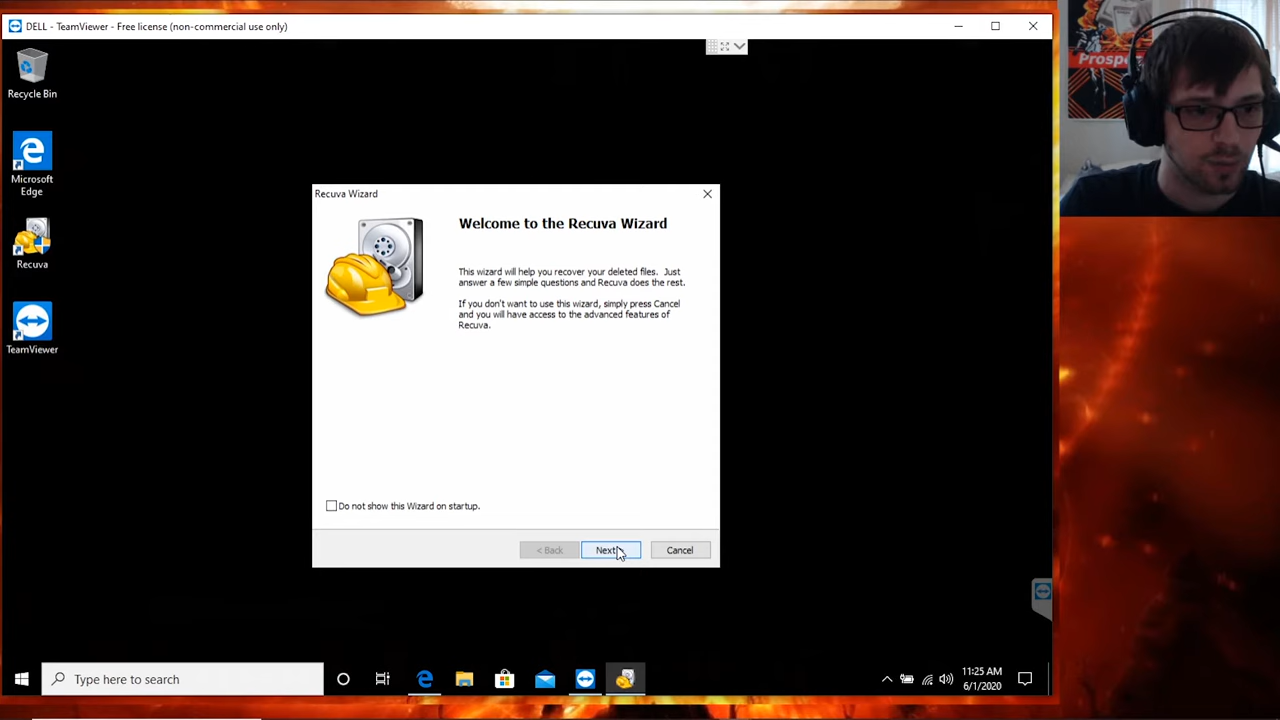 DELL - TeamViewer - Free license (non-commercial use only)
Recycle Bin
Microsoft
Edge
Recuva
TeamViewer
Recuva Wizard
Welcome to the Recuva Wizard
This wizard will help you recover your deleted files. Just
answer a few simple questions and Recuva does the rest.
If you don't want to use this wizard, simply press Cancel
and you will have access to the advanced features of
Recuva.
Do not show this Wizard on startup.
< Back
Next
Cancel
Type here to search
11:25 AM
6/1/2020
Prosper